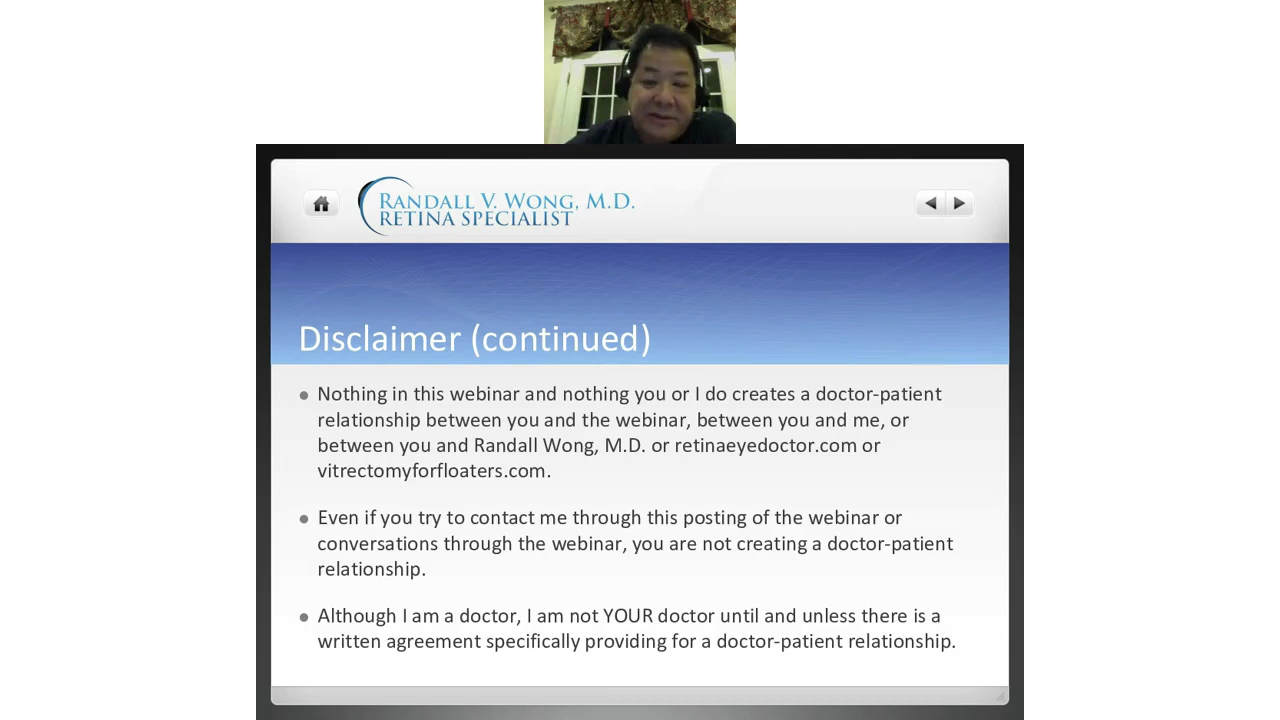 RANDALL V. WONG, M.D.
RETINA SPECIALIST
Disclaimer (continued)
• Nothing in this webinar and nothing you or I do creates a doctor-patient
relationship between you and the webinar, between you and me, or
between you and Randall Wong, M.D. or retinaeyedoctor.com or
vitrectomyforfloaters.com.
• Even if you try to contact me through this posting of the webinar or
conversations through the webinar, you are not creating a doctor-patient
relationship.
• Although I am a doctor, I am not YOUR doctor until and unless there is a
written agreement specifically providing for a doctor-patient relationship.